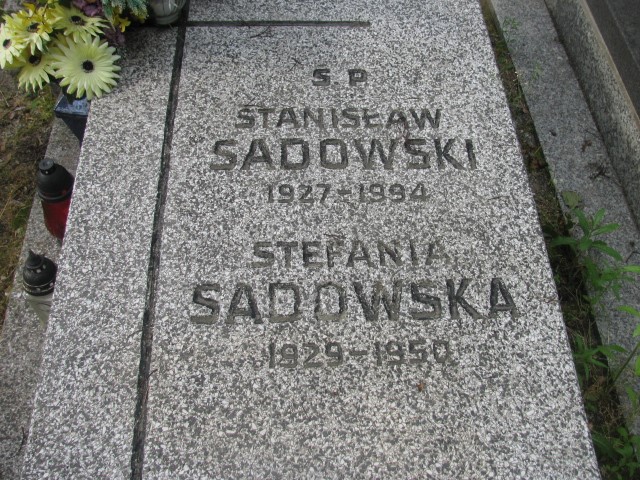 S.P.
STANISŁAW
SADOWSKI
1927-1994
STEFANIA
SADOWSKA
1929-1950